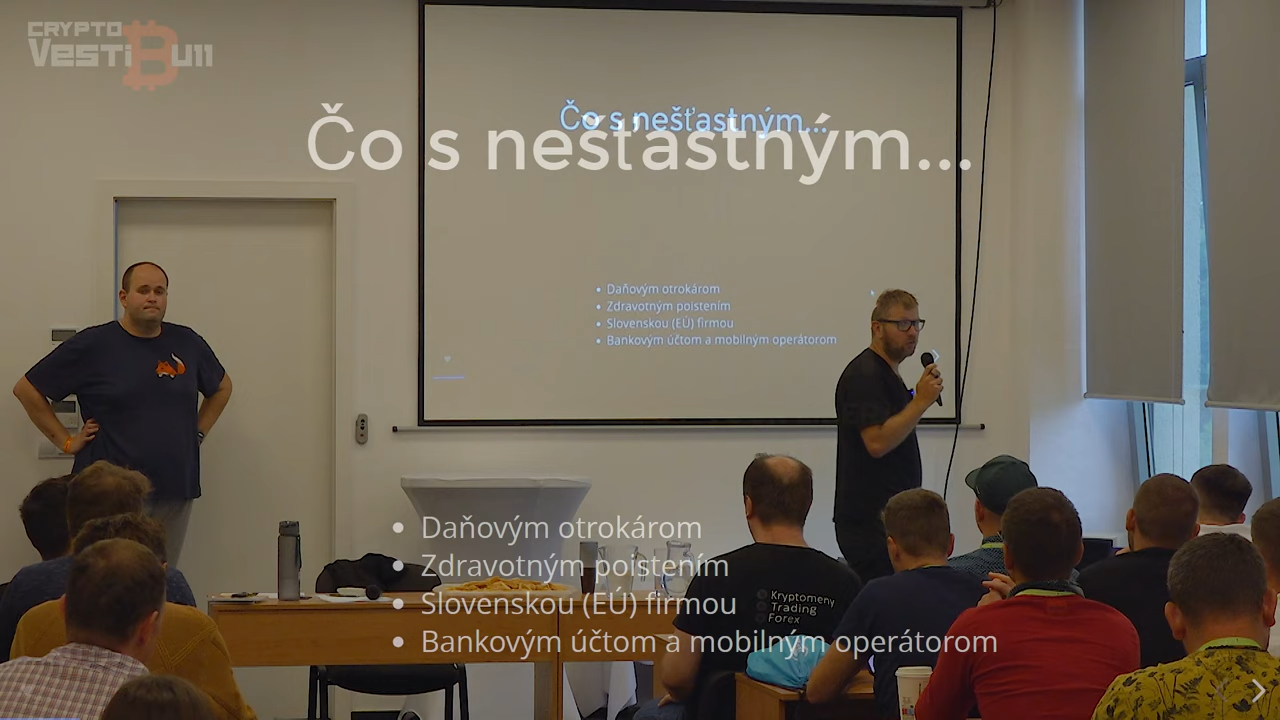 CRYPTO
VestiBull
Čo s nešťastným...
Čo s nešťastným...
Daňovým otrokárom
Zdravotným poistením
Slovenskou (EÚ) firmou
Bankovým účtom a mobilným operátorom
Daňovým otrokárom
Zdravotným poistením
Slovenskou (EÚ) firmou
Bankovým účtom a mobilným operátorom
Kryptomeny
Trading
Forex